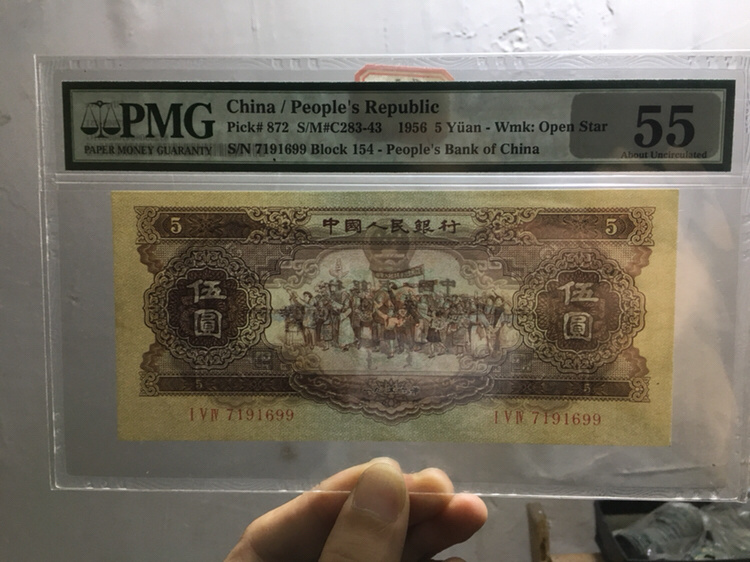 PMG
PAPER MONEY GUARANTY
China / People's Republic
Pick# 872 S/M#C283-43 1956 5 Yüan - Wmk: Open Star
S/N 7191699 Block 154 - People's Bank of China
55
About Uncirculated
5 中國人民銀行 5
伍圓 伍圓
5 5
I V IV 7191699 I V IV 7191699